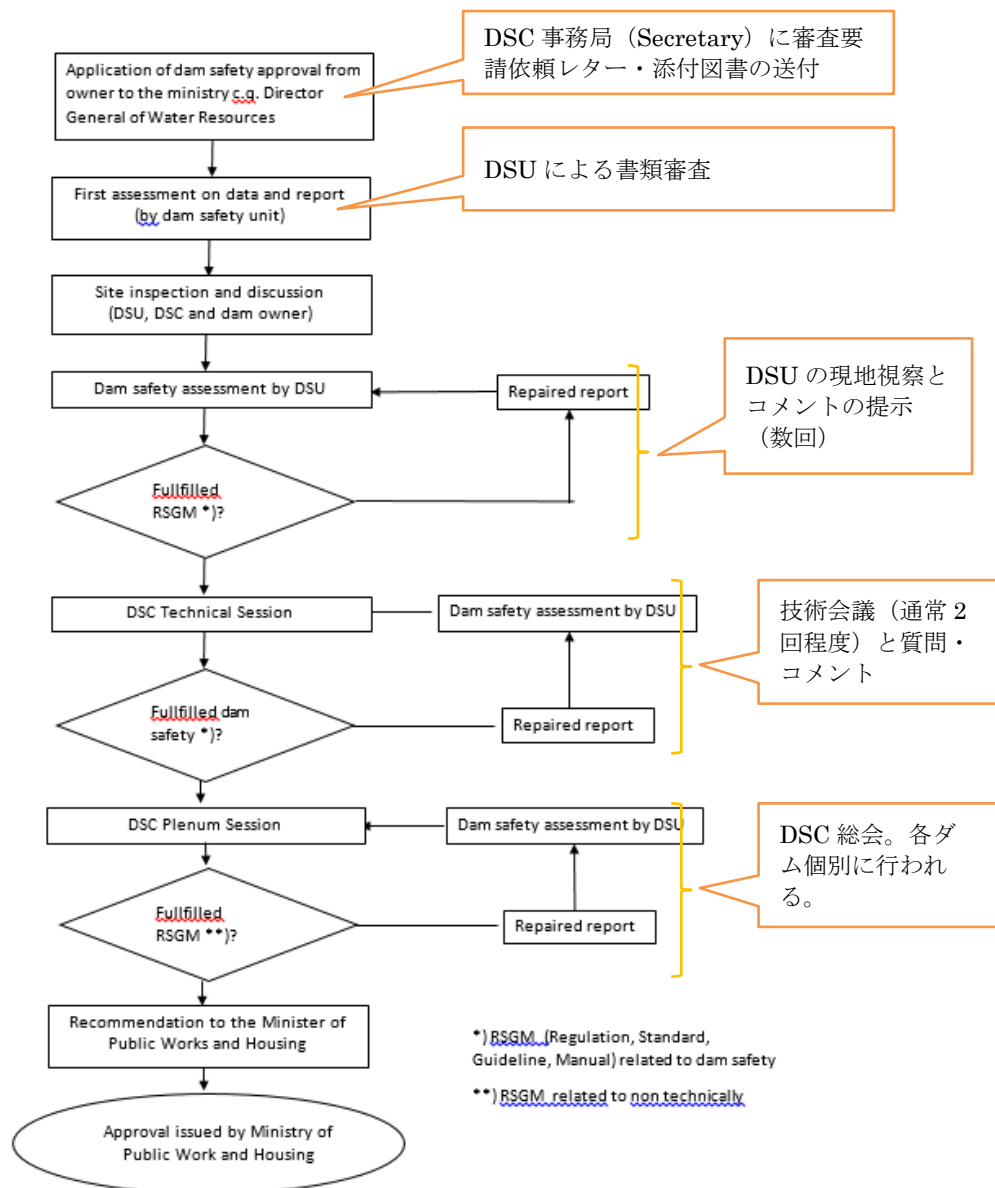 DSC 事務局（Secretary）に審査要
請依頼レター・添付図書の送付
Application of dam safety approval from
owner to the ministry c.q. Director
General of Water Resources
DSU による書類審査
First assessment on data and report
(by dam safety unit)
Site inspection and discussion
(DSU, DSC and dam owner)
Dam safety assessment by DSU
Repaired report
DSU の現地視察と
コメントの提示
（数回）
Fullfilled
RSGM *)?
DSC Technical Session
Dam safety assessment by DSU
技術会議（通常 2
回程度）と質問・
コメント
Fullfilled dam
safety *)?
Repaired report
DSC Plenum Session
Dam safety assessment by DSU
DSC 総会。各ダ
ム個別に行われ
る。
Fullfilled
RSGM **)?
Repaired report
Recommendation to the Minister of
Public Works and Housing
*) RSGM (Regulation, Standard,
Guideline, Manual) related to dam safety
**) RSGM related to non technically
Approval issued by Ministry of
Public Work and Housing